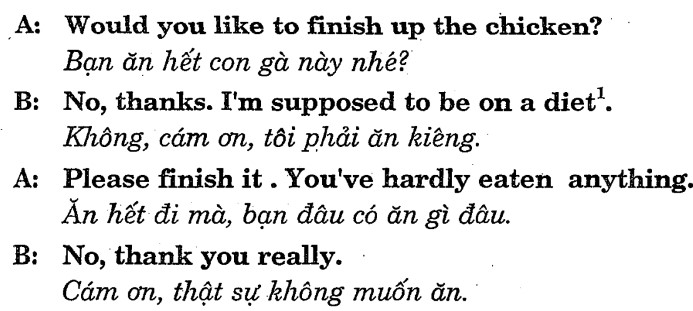 A: Would you like to finish up the chicken?
Bạn ăn hết con gà này nhé?
B: No, thanks. I'm supposed to be on a diet¹.
Không, cám ơn, tôi phải ăn kiêng.
A: Please finish it . You've hardly eaten anything.
Ăn hết đi mà, bạn đâu có ăn gì đâu.
B: No, thank you really.
Cám ơn, thật sự không muốn ăn.